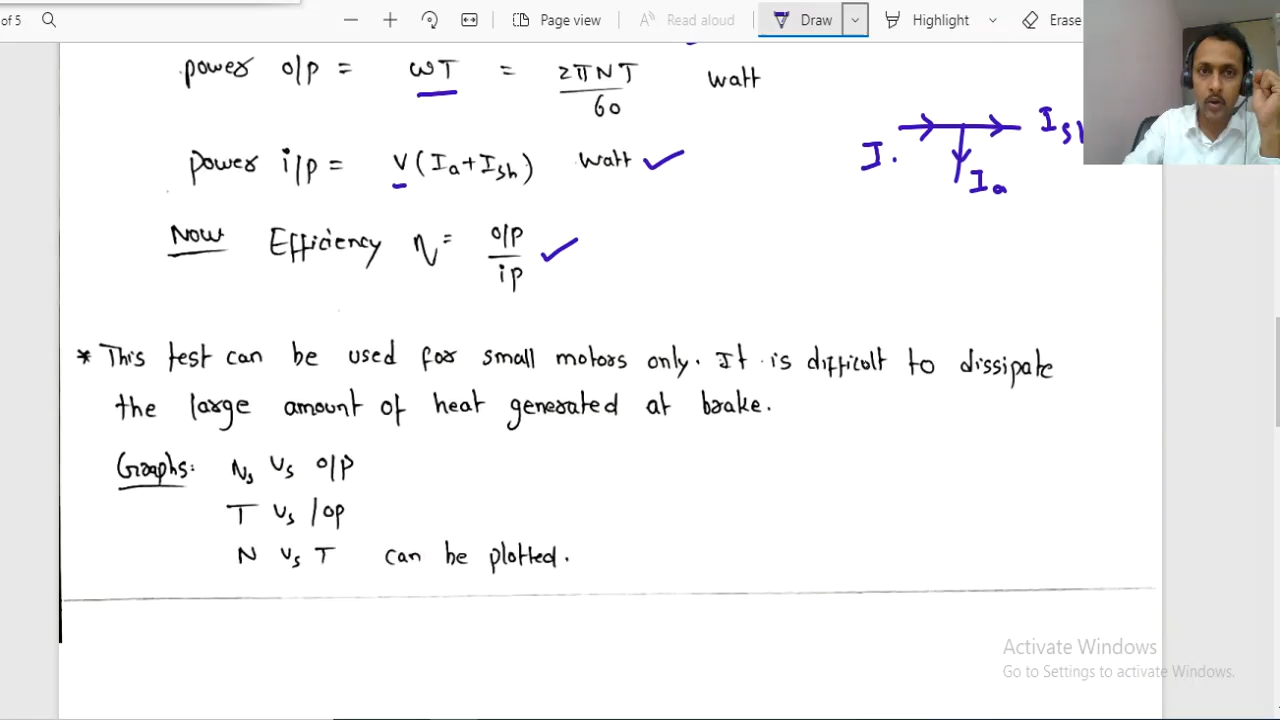 of 5
Page view
Read aloud
Draw
Highlight
Erase
power o/p = ωT = 2πNT/60 watt
power i/p = V(Ia+Ish) watt ✓
I. Ia
Now Efficiency η = o/p / ip ✓
* This test can be used for small motors only. It is difficult to dissipate
the large amount of heat generated at brake.
Graphs: Ns Vs o/p
T Vs /op
N Vs T can be plotted.
Activate Windows
Go to Settings to activate Windows.